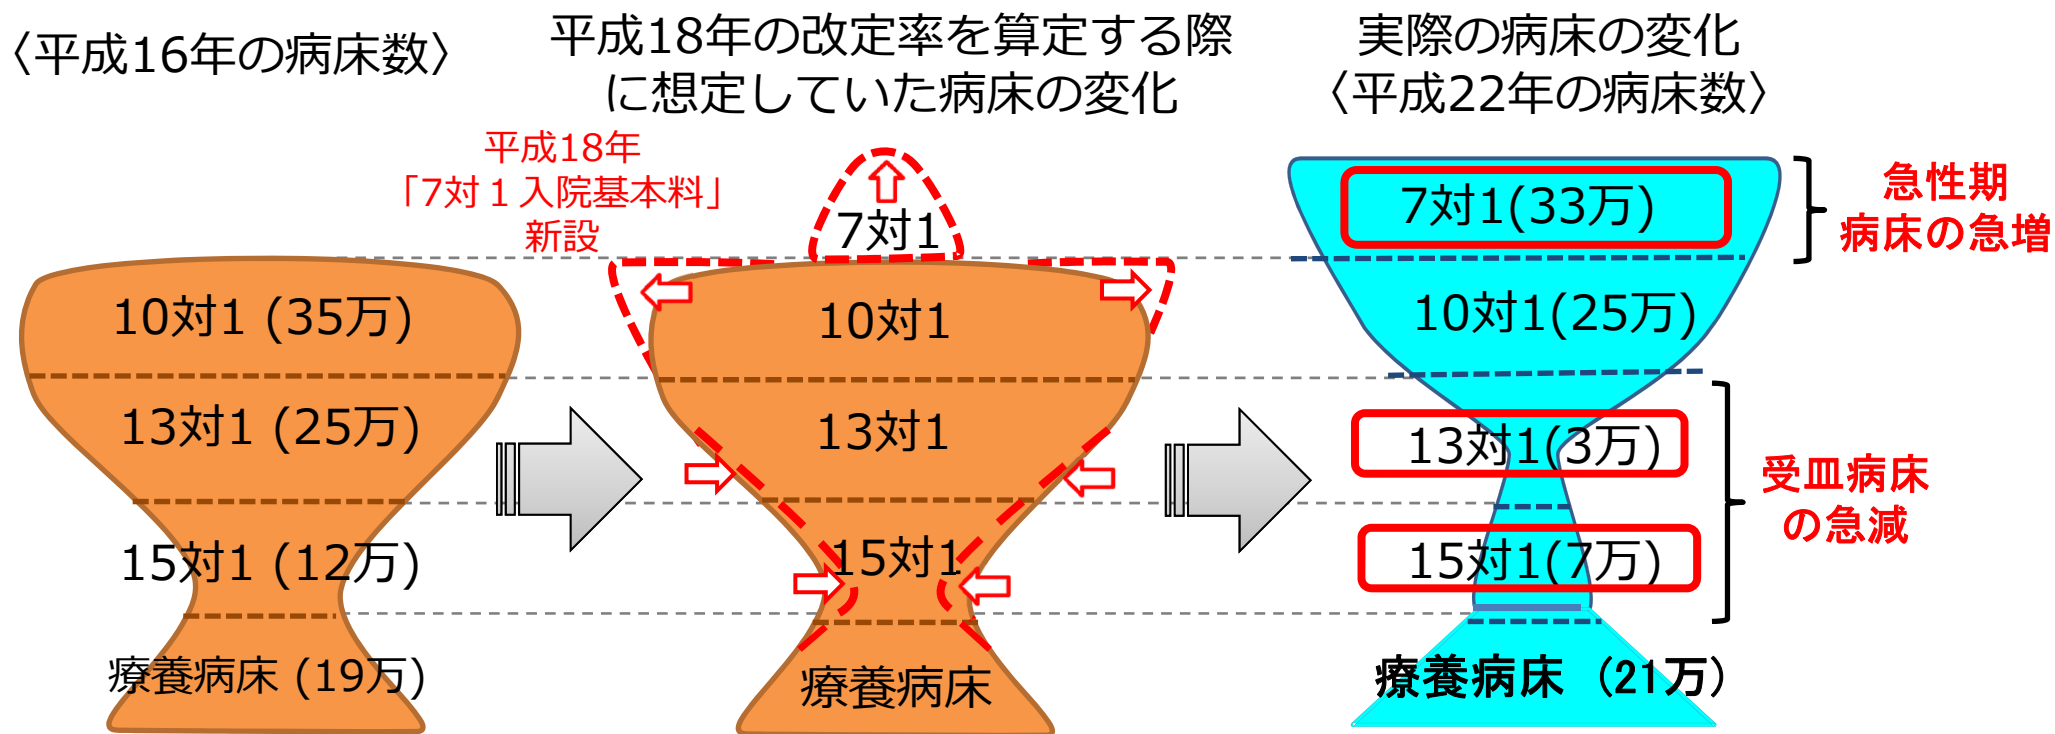 〈平成16年の病床数〉
平成18年の改定率を算定する際
に想定していた病床の変化
実際の病床の変化
〈平成22年の病床数〉
平成18年
「7対１入院基本料」
新設
10対1 (35万)
13対1 (25万)
15対1 (12万)
療養病床 (19万)
7対1
10対1
13対1
15対1
療養病床
7対1(33万)
10対1(25万)
13対1(3万)
15対1(7万)
療養病床 (21万)
急性期
病床の急増
受皿病床
の急減